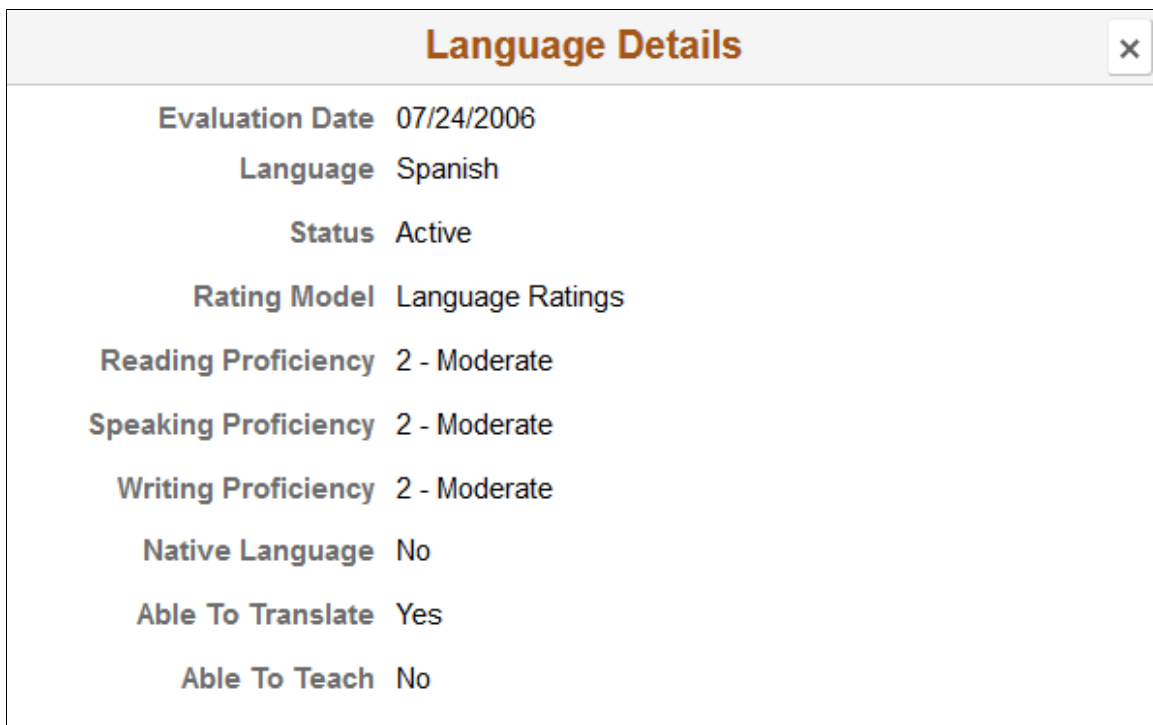 Language Details ×
Evaluation Date 07/24/2006
Language Spanish
Status Active
Rating Model Language Ratings
Reading Proficiency 2 - Moderate
Speaking Proficiency 2 - Moderate
Writing Proficiency 2 - Moderate
Native Language No
Able To Translate Yes
Able To Teach No